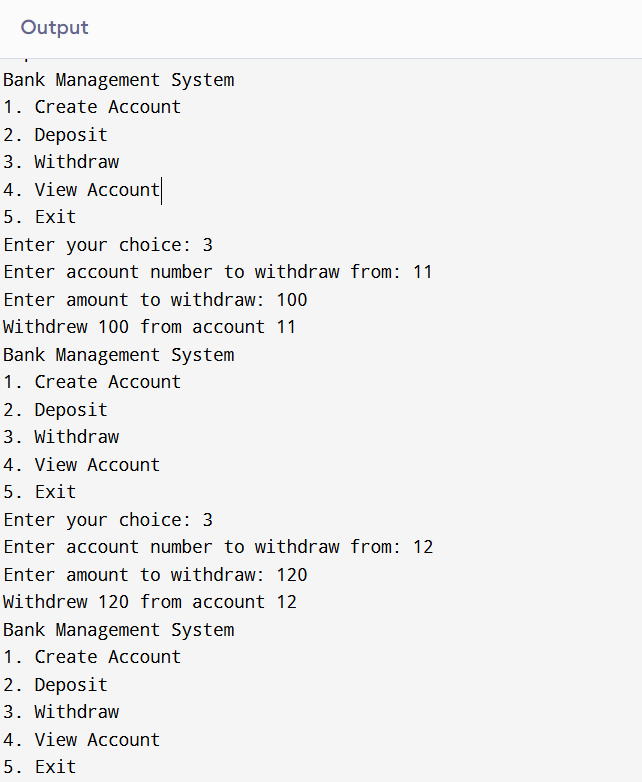 Output
Bank Management System
1. Create Account
2. Deposit
3. Withdraw
4. View Account
5. Exit
Enter your choice: 3
Enter account number to withdraw from: 11
Enter amount to withdraw: 100
Withdrew 100 from account 11
Bank Management System
1. Create Account
2. Deposit
3. Withdraw
4. View Account
5. Exit
Enter your choice: 3
Enter account number to withdraw from: 12
Enter amount to withdraw: 120
Withdrew 120 from account 12
Bank Management System
1. Create Account
2. Deposit
3. Withdraw
4. View Account
5. Exit